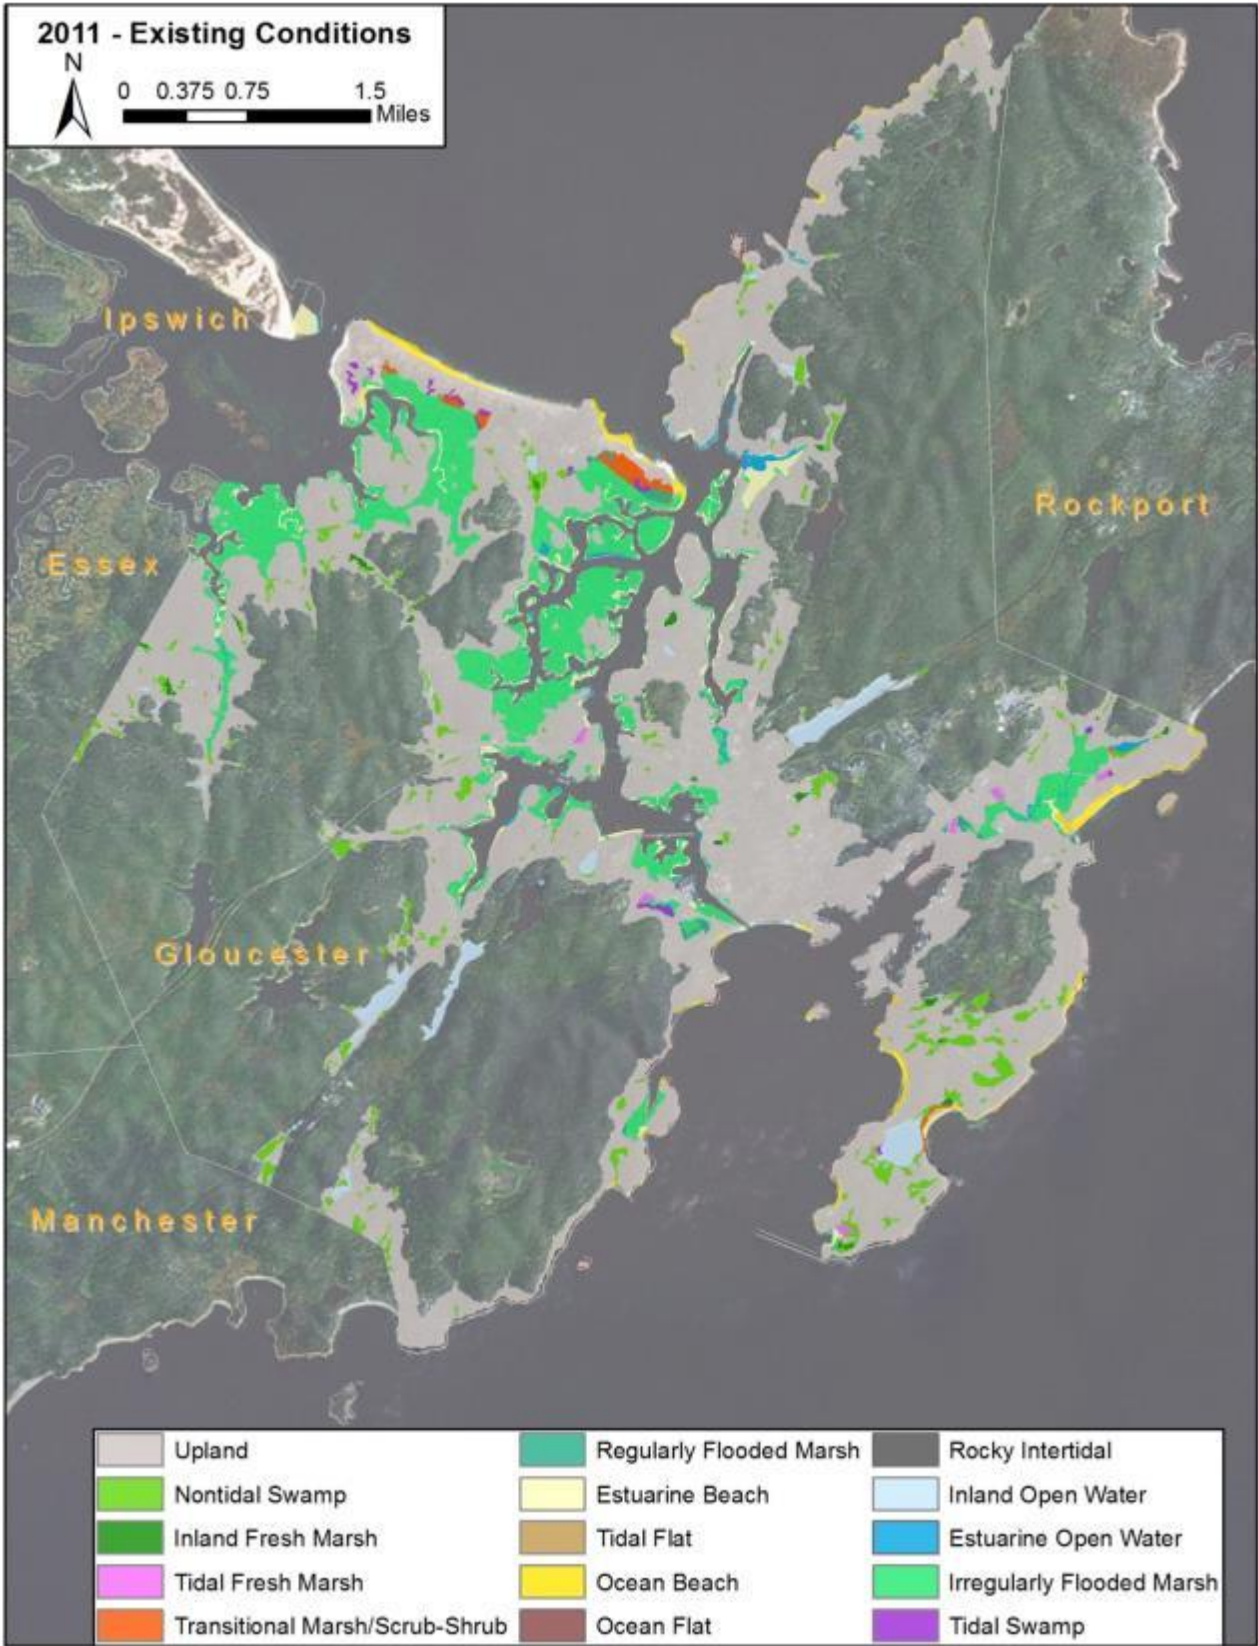 2011 - Existing Conditions
N
0 0.375 0.75 1.5
Miles
Ipswich
Rockport
Essex
Gloucester
Manchester
Upland
Nontidal Swamp
Inland Fresh Marsh
Tidal Fresh Marsh
Transitional Marsh/Scrub-Shrub
Regularly Flooded Marsh
Estuarine Beach
Tidal Flat
Ocean Beach
Ocean Flat
Rocky Intertidal
Inland Open Water
Estuarine Open Water
Irregularly Flooded Marsh
Tidal Swamp